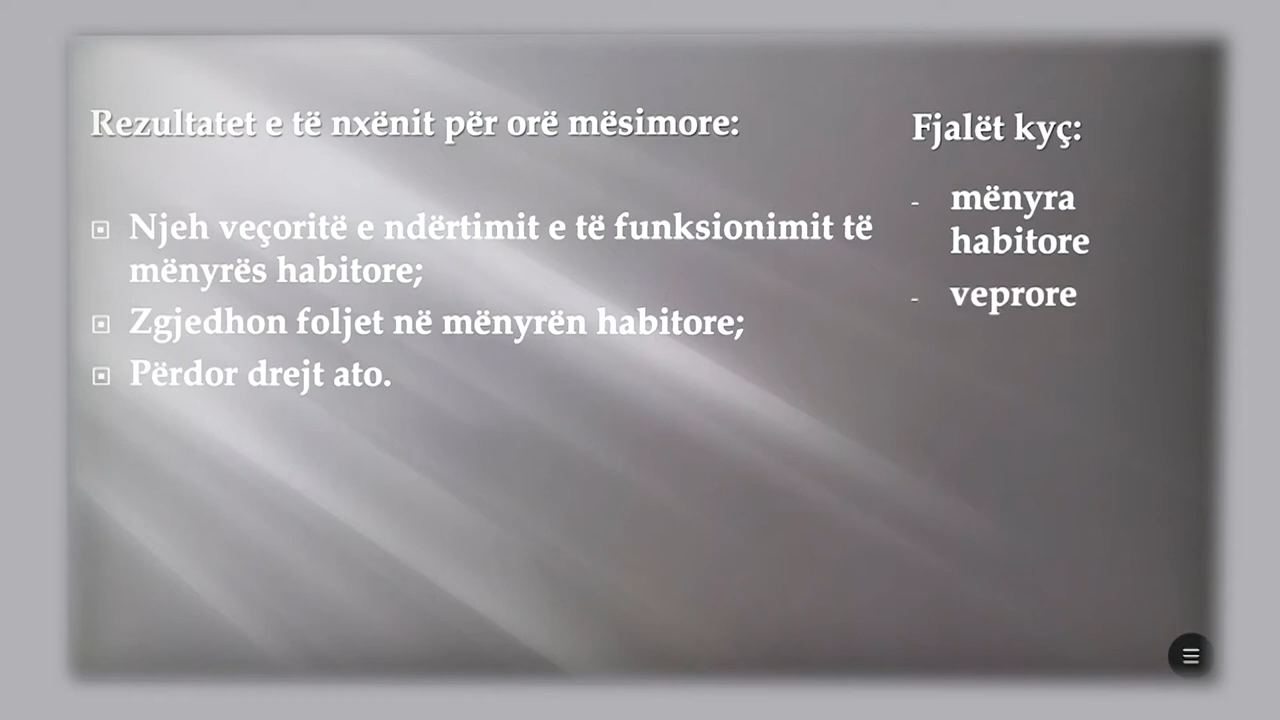 Rezultatet e të nxënit për orë mësimore:
Njeh veçoritë e ndërtimit e të funksionimit të
mënyrës habitore;
Zgjedhon foljet në mënyrën habitore;
Përdor drejt ato.
Fjalët kyç:
- mënyra
habitore
- veprore